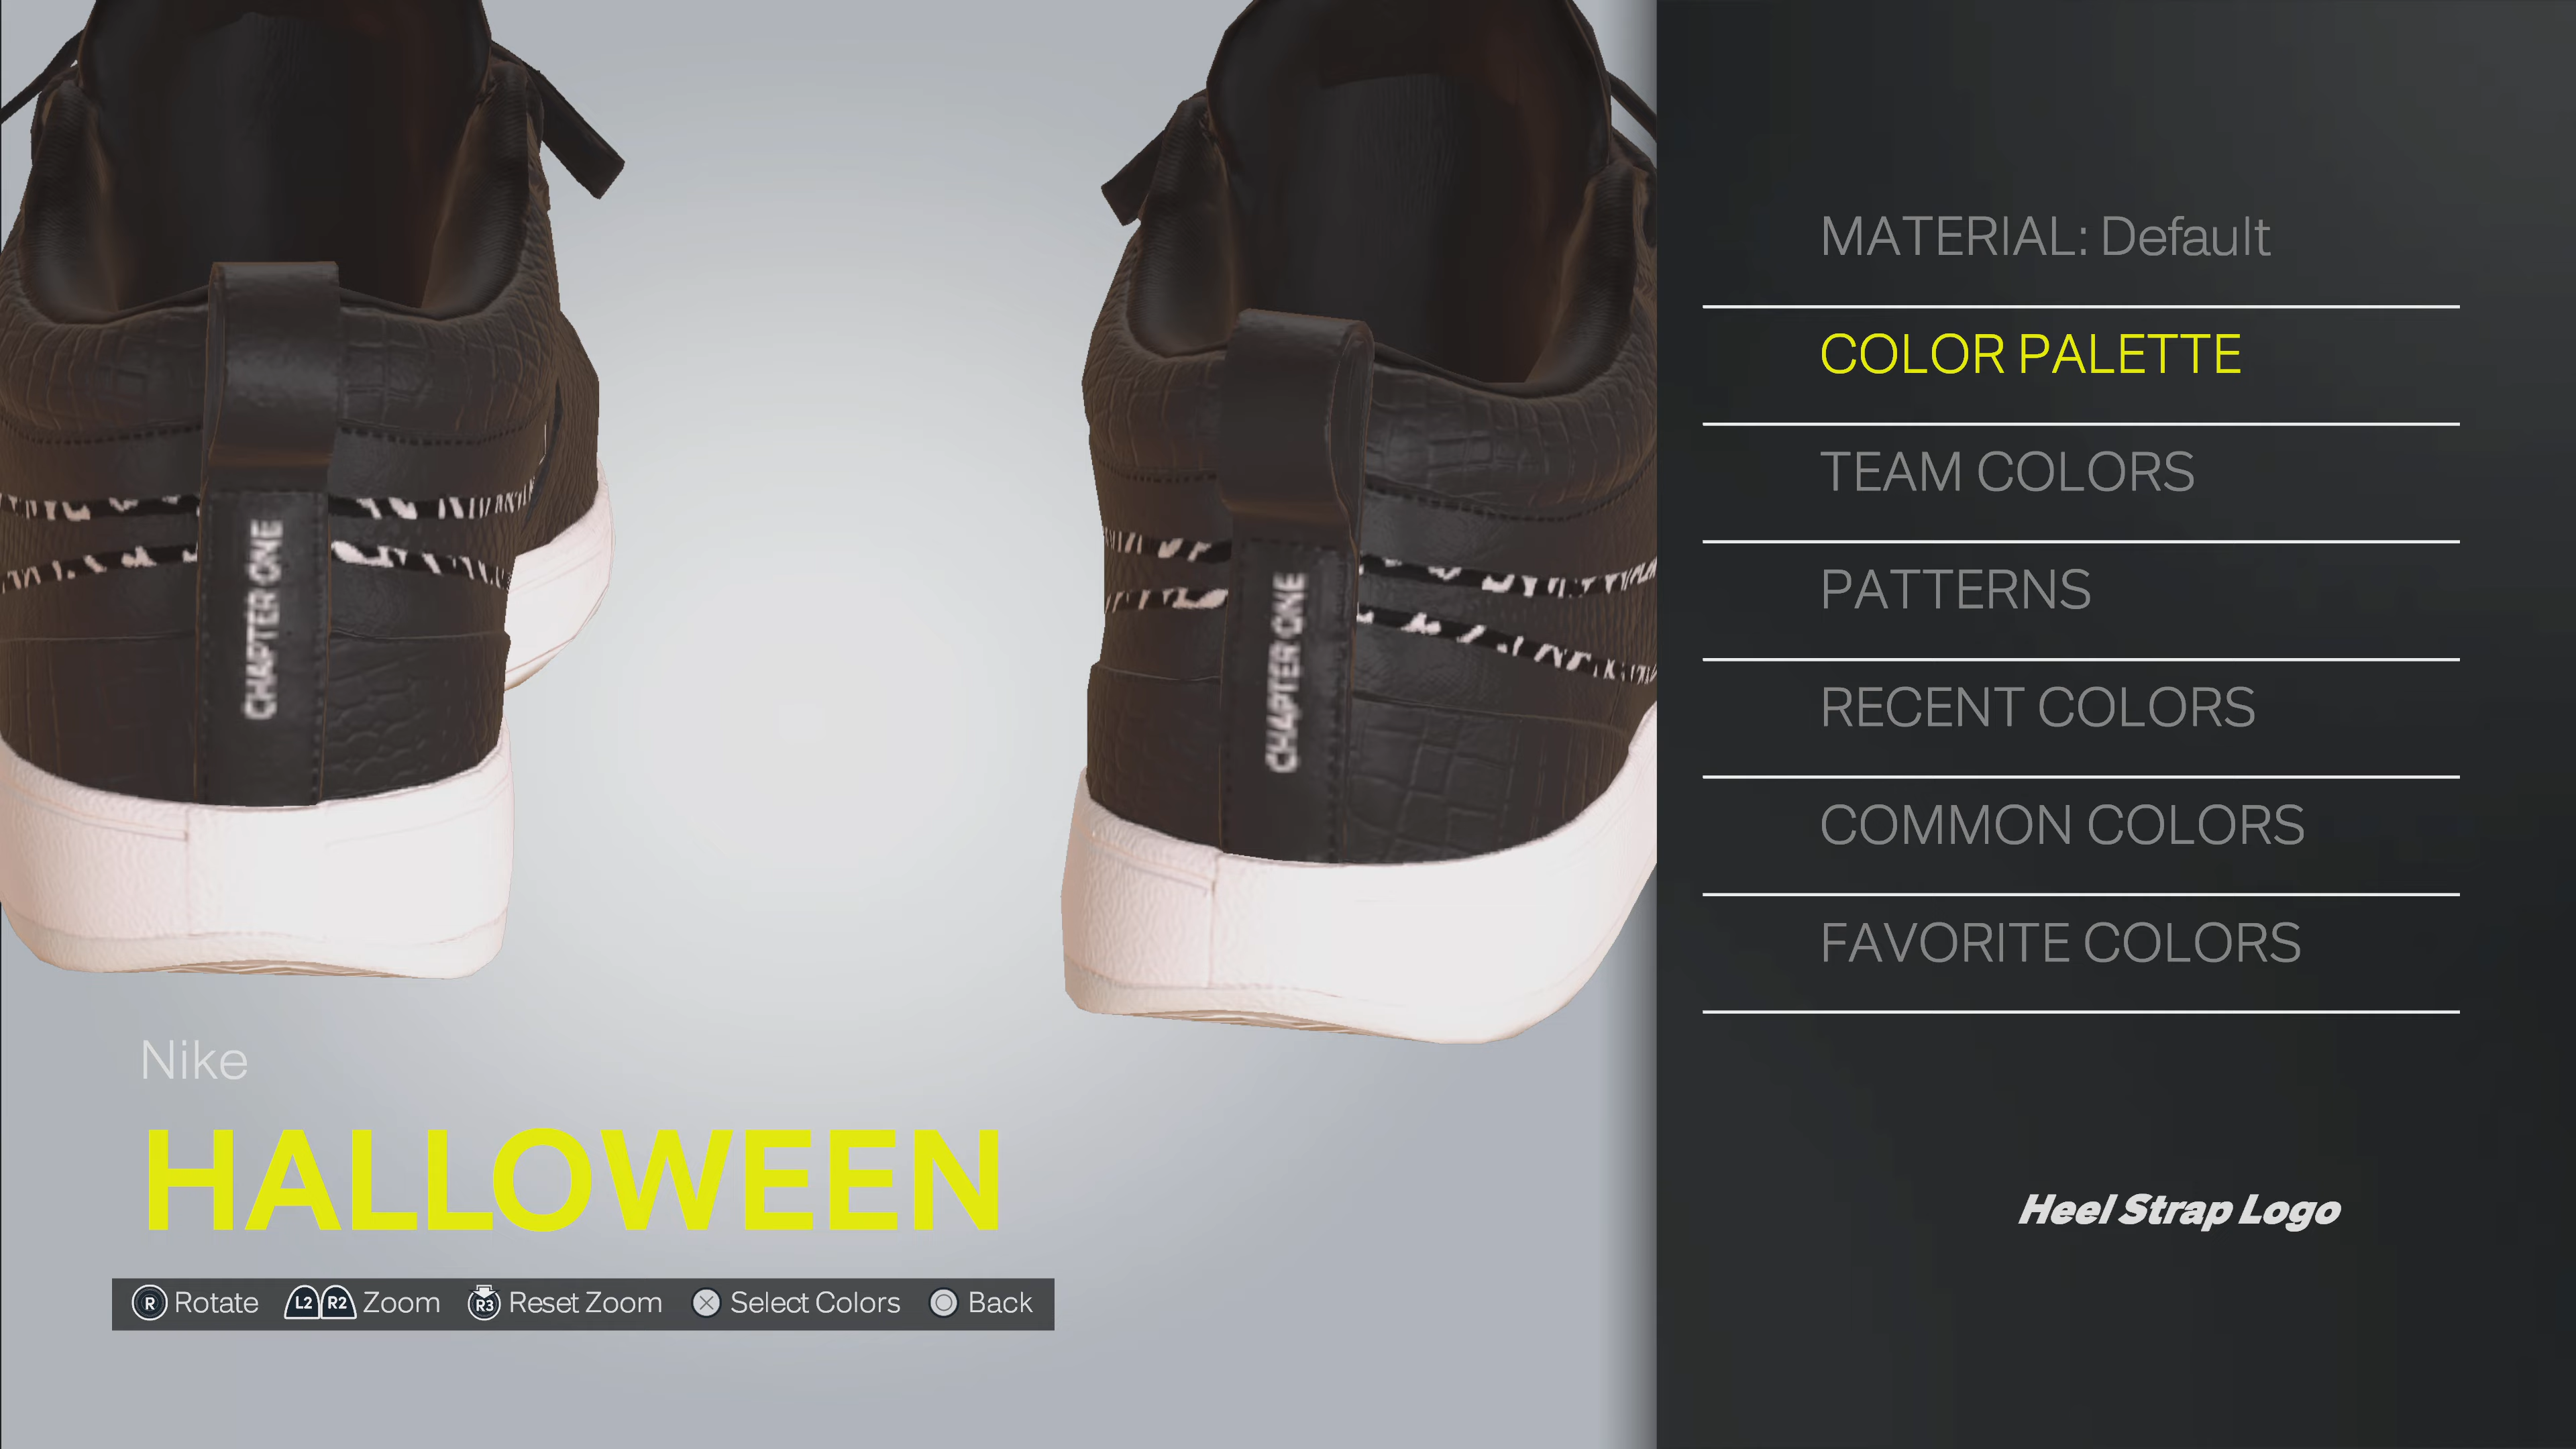 CHAPTER ONE
CHAPTER ONE
Nike
HALLOWEEN
R Rotate L2 R2 Zoom R3 Reset Zoom Select Colors Back
MATERIAL: Default
COLOR PALETTE
TEAM COLORS
PATTERNS
RECENT COLORS
COMMON COLORS
FAVORITE COLORS
Heel Strap Logo